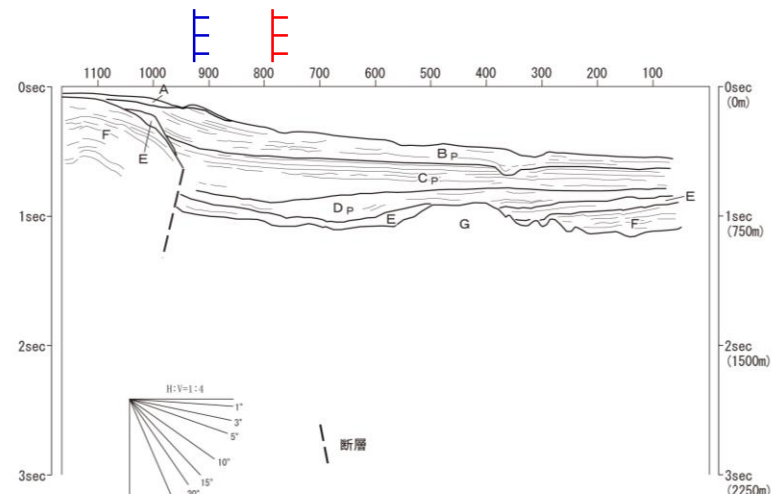 1100 1000 900 800 700 600 500 400 300 200 100
0sec
0sec
(0m)
A
F
E
B P
C P
D P
E
G
E
F
1sec
1sec
(750m)
2sec
2sec
(1500m)
H:V=1:4
1°
3°
5°
10°
15°
20°
断層
3sec
3sec
(2250m)